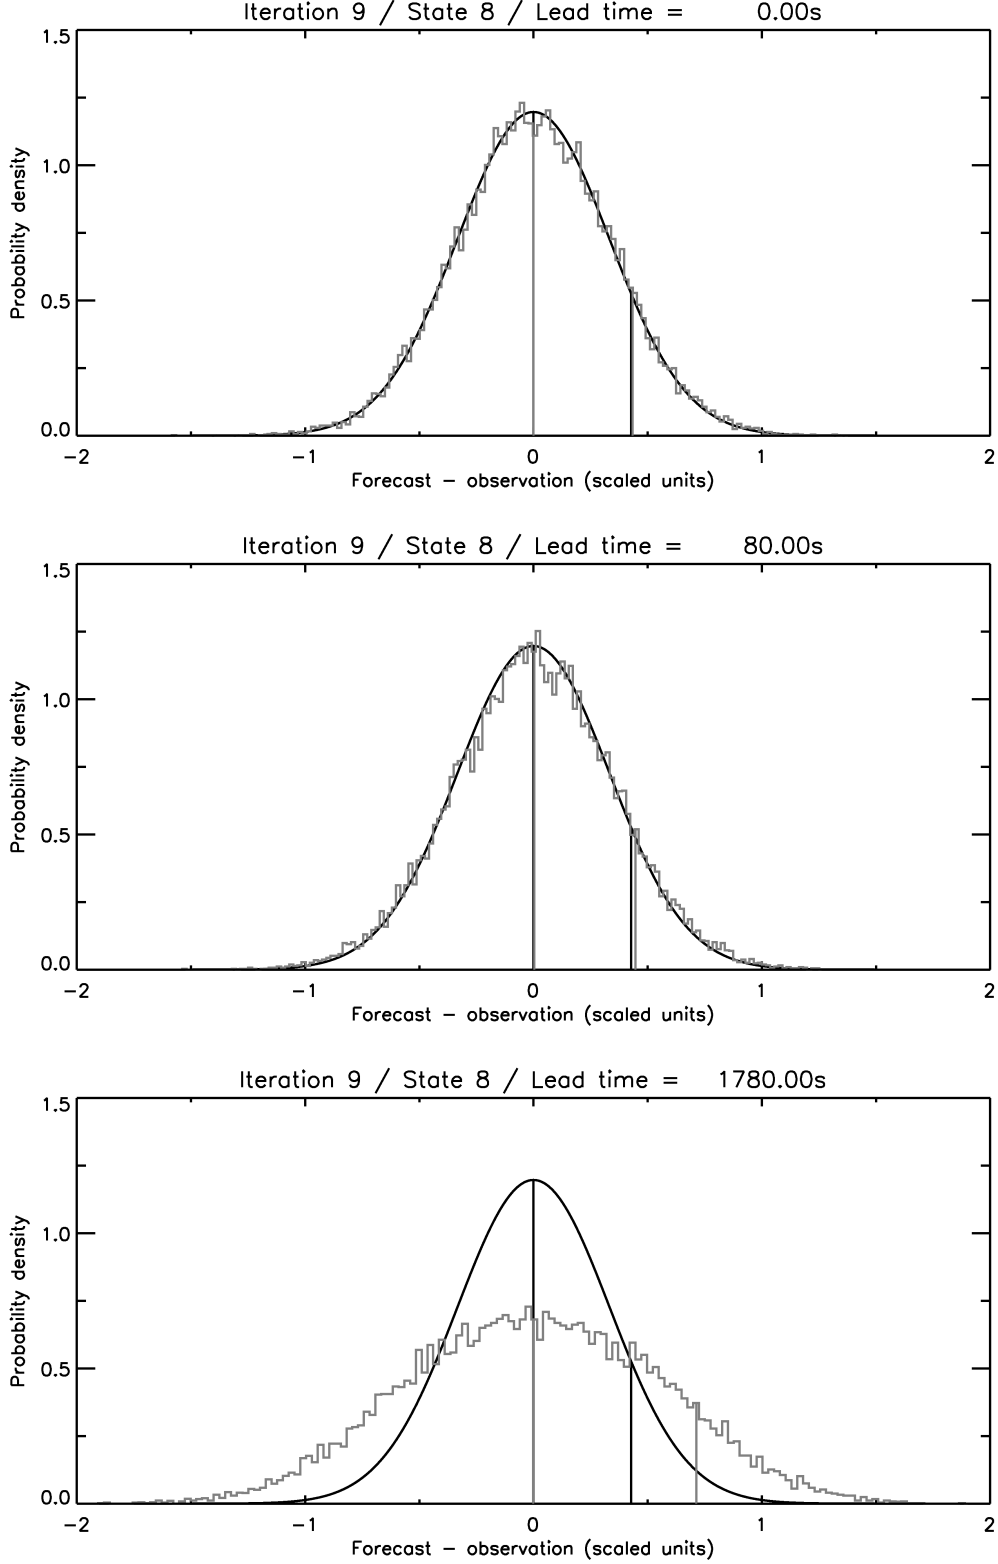 Iteration 9 / State 8 / Lead time = 0.00s
1.5
1.0
0.5
0.0
Probability density
−2 −1 0 1 2
Forecast − observation (scaled units)
Iteration 9 / State 8 / Lead time = 80.00s
1.5
1.0
0.5
0.0
Probability density
−2 −1 0 1 2
Forecast − observation (scaled units)
Iteration 9 / State 8 / Lead time = 1780.00s
1.5
1.0
0.5
0.0
Probability density
−2 −1 0 1 2
Forecast − observation (scaled units)